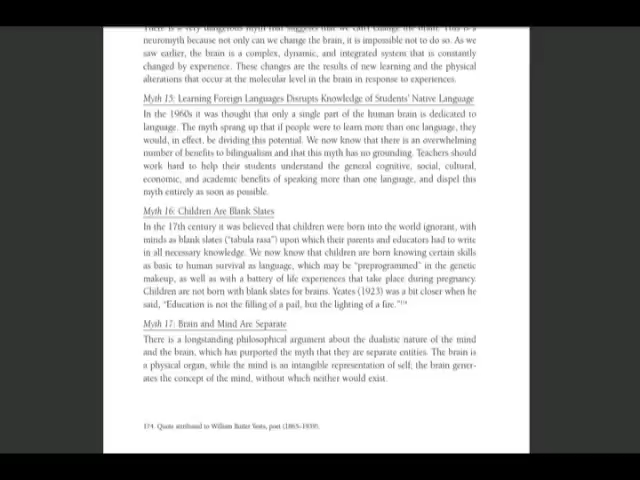 There is a very dangerous myth that suggests that we can't change the brain. This is a
neuromyth because not only can we change the brain, it is impossible not to do so. As we
saw earlier, the brain is a complex, dynamic, and integrated system that is constantly
changed by experience. These changes are the results of new learning and the physical
alterations that occur at the molecular level in the brain in response to experiences.
Myth 15: Learning Foreign Languages Disrupts Knowledge of Students' Native Language
In the 1960s it was thought that only a single part of the human brain is dedicated to
language. The myth sprang up that if people were to learn more than one language, they
would, in effect, be dividing this potential. We now know that there is an overwhelming
number of benefits to bilingualism and that this myth has no grounding. Teachers should
work hard to help their students understand the general cognitive, social, cultural,
economic, and academic benefits of speaking more than one language, and dispel this
myth entirely as soon as possible.
Myth 16: Children Are Blank Slates
In the 17th century it was believed that children were born into the world ignorant, with
minds as blank slates ("tabula rasa") upon which their parents and educators had to write
in all necessary knowledge. We now know that children are born knowing certain skills
as basic to human survival as language, which may be "preprogrammed" in the genetic
makeup, as well as with a battery of life experiences that take place during pregnancy.
Children are not born with blank slates for brains. Yeates (1923) was a bit closer when he
said, "Education is not the filling of a pail, but the lighting of a fire."174
Myth 17: Brain and Mind Are Separate
There is a longstanding philosophical argument about the dualistic nature of the mind
and the brain, which has purported the myth that they are separate entities. The brain is
a physical organ, while the mind is an intangible representation of self; the brain gener-
ates the concept of the mind, without which neither would exist.
174. Quote attributed to William Butler Yeats, poet (1865–1939).